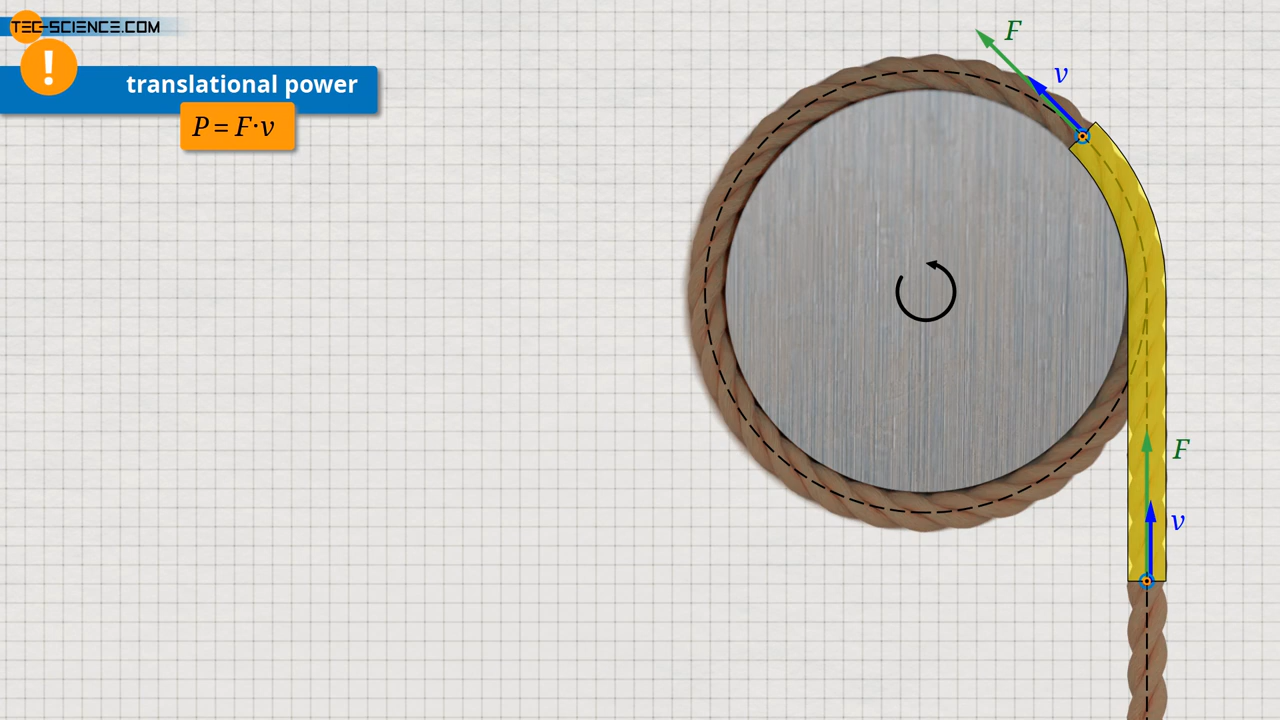 TEC-SCIENCE.COM
!
translational power
P = F·v
F
v
F
v